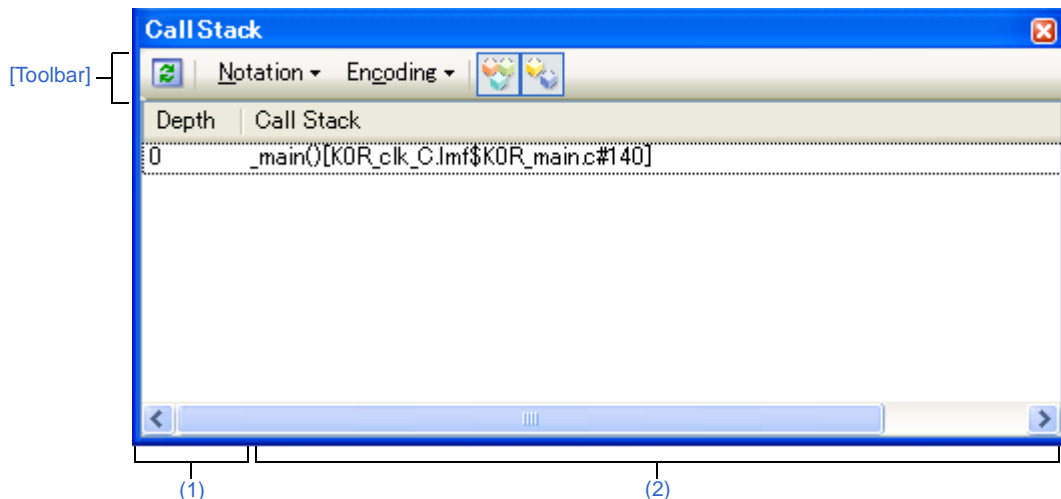 Call Stack
[Toolbar]
Notation Encoding
Depth Call Stack
0 _main()[K0R_clk_C.lmf$K0R_main.c#140]
(1) (2)